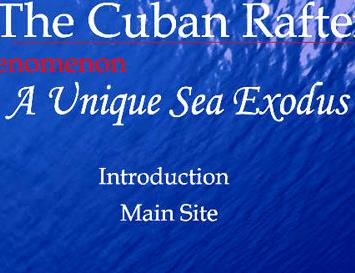 The Cuban Rafte
enomenon
A Unique Sea Exodus
Introduction
Main Site